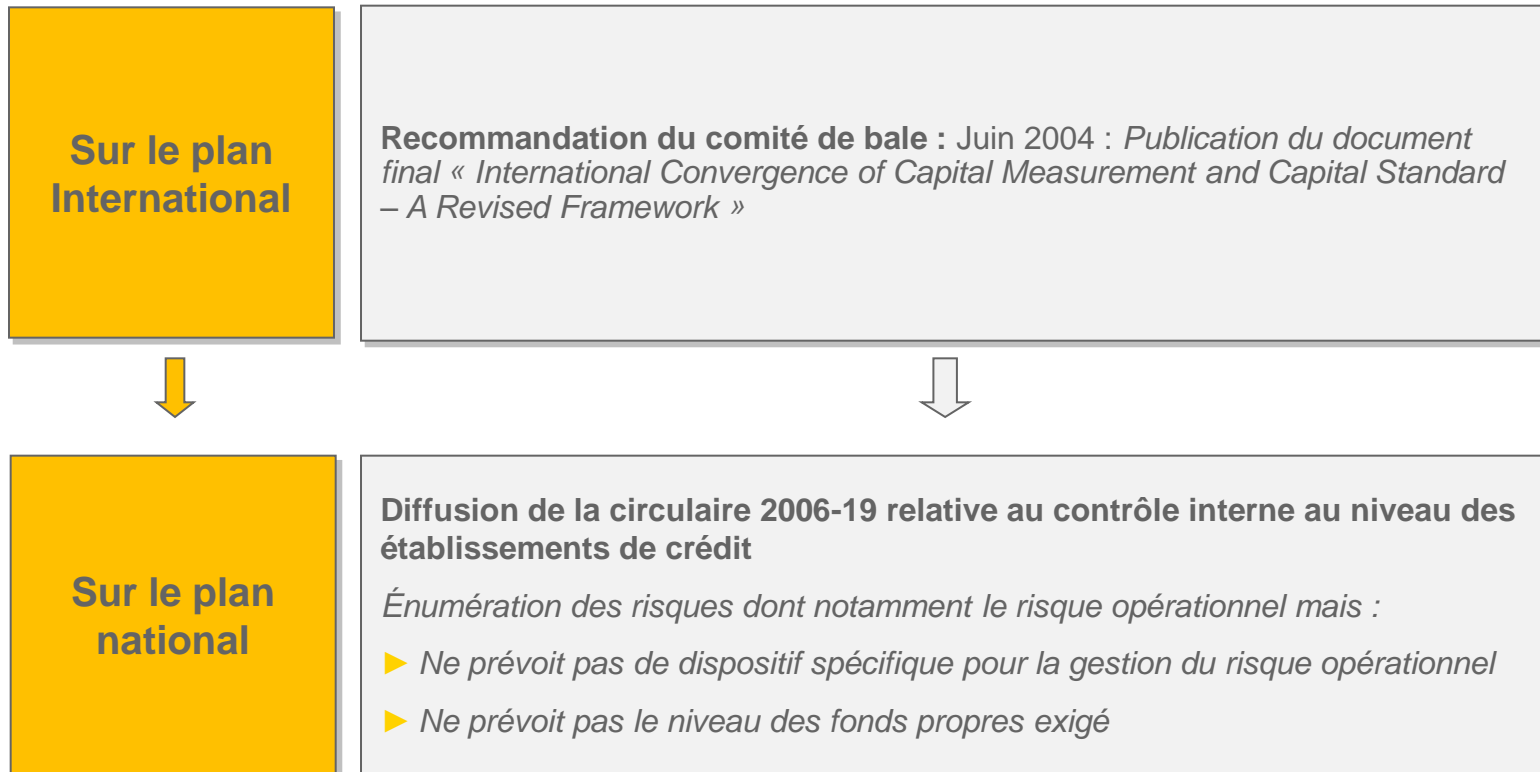 Sur le plan
International
Recommandation du comité de bale : Juin 2004 : Publication du document
final « International Convergence of Capital Measurement and Capital Standard
– A Revised Framework »
Sur le plan
national
Diffusion de la circulaire 2006-19 relative au contrôle interne au niveau des
établissements de crédit
Énumération des risques dont notamment le risque opérationnel mais :
► Ne prévoit pas de dispositif spécifique pour la gestion du risque opérationnel
► Ne prévoit pas le niveau des fonds propres exigé